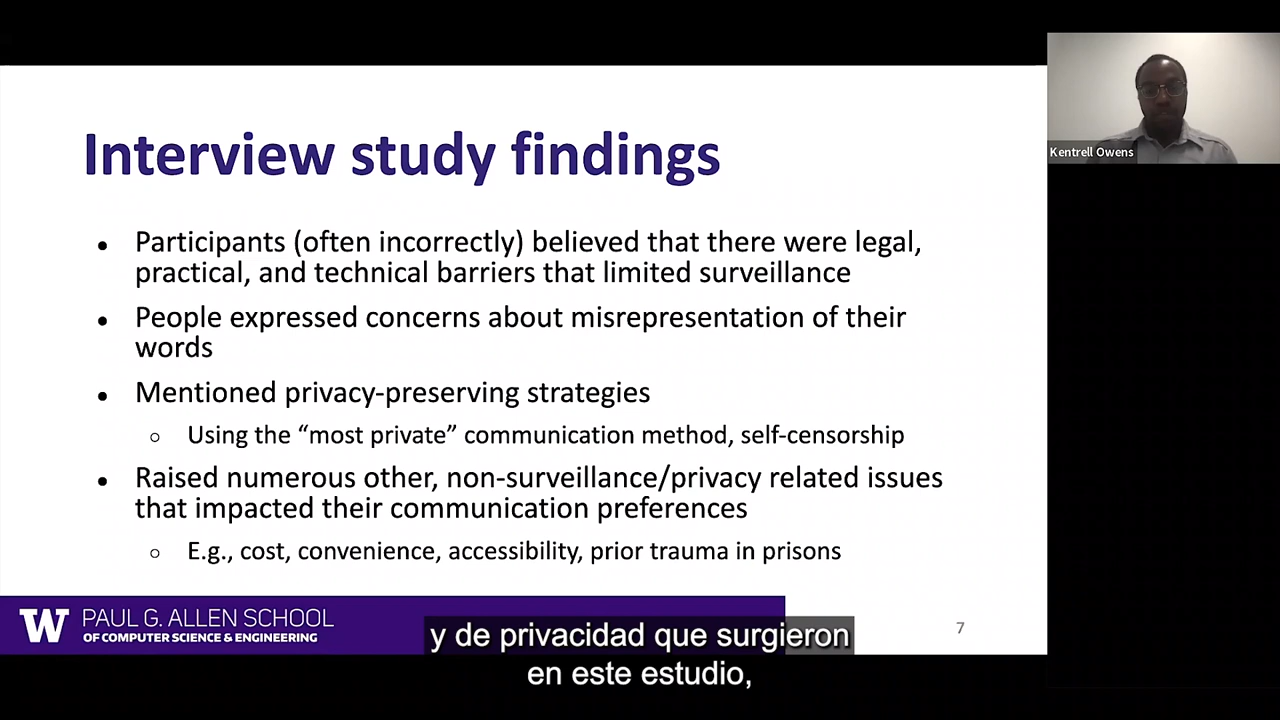 Interview study findings
Kentrell Owens
• Participants (often incorrectly) believed that there were legal,
practical, and technical barriers that limited surveillance
• People expressed concerns about misrepresentation of their
words
• Mentioned privacy-preserving strategies
○ Using the “most private” communication method, self-censorship
• Raised numerous other, non-surveillance/privacy related issues
that impacted their communication preferences
○ E.g., cost, convenience, accessibility, prior trauma in prisons
W PAUL G. ALLEN SCHOOL
OF COMPUTER SCIENCE & ENGINEERING
7
y de privacidad que surgieron
en este estudio,